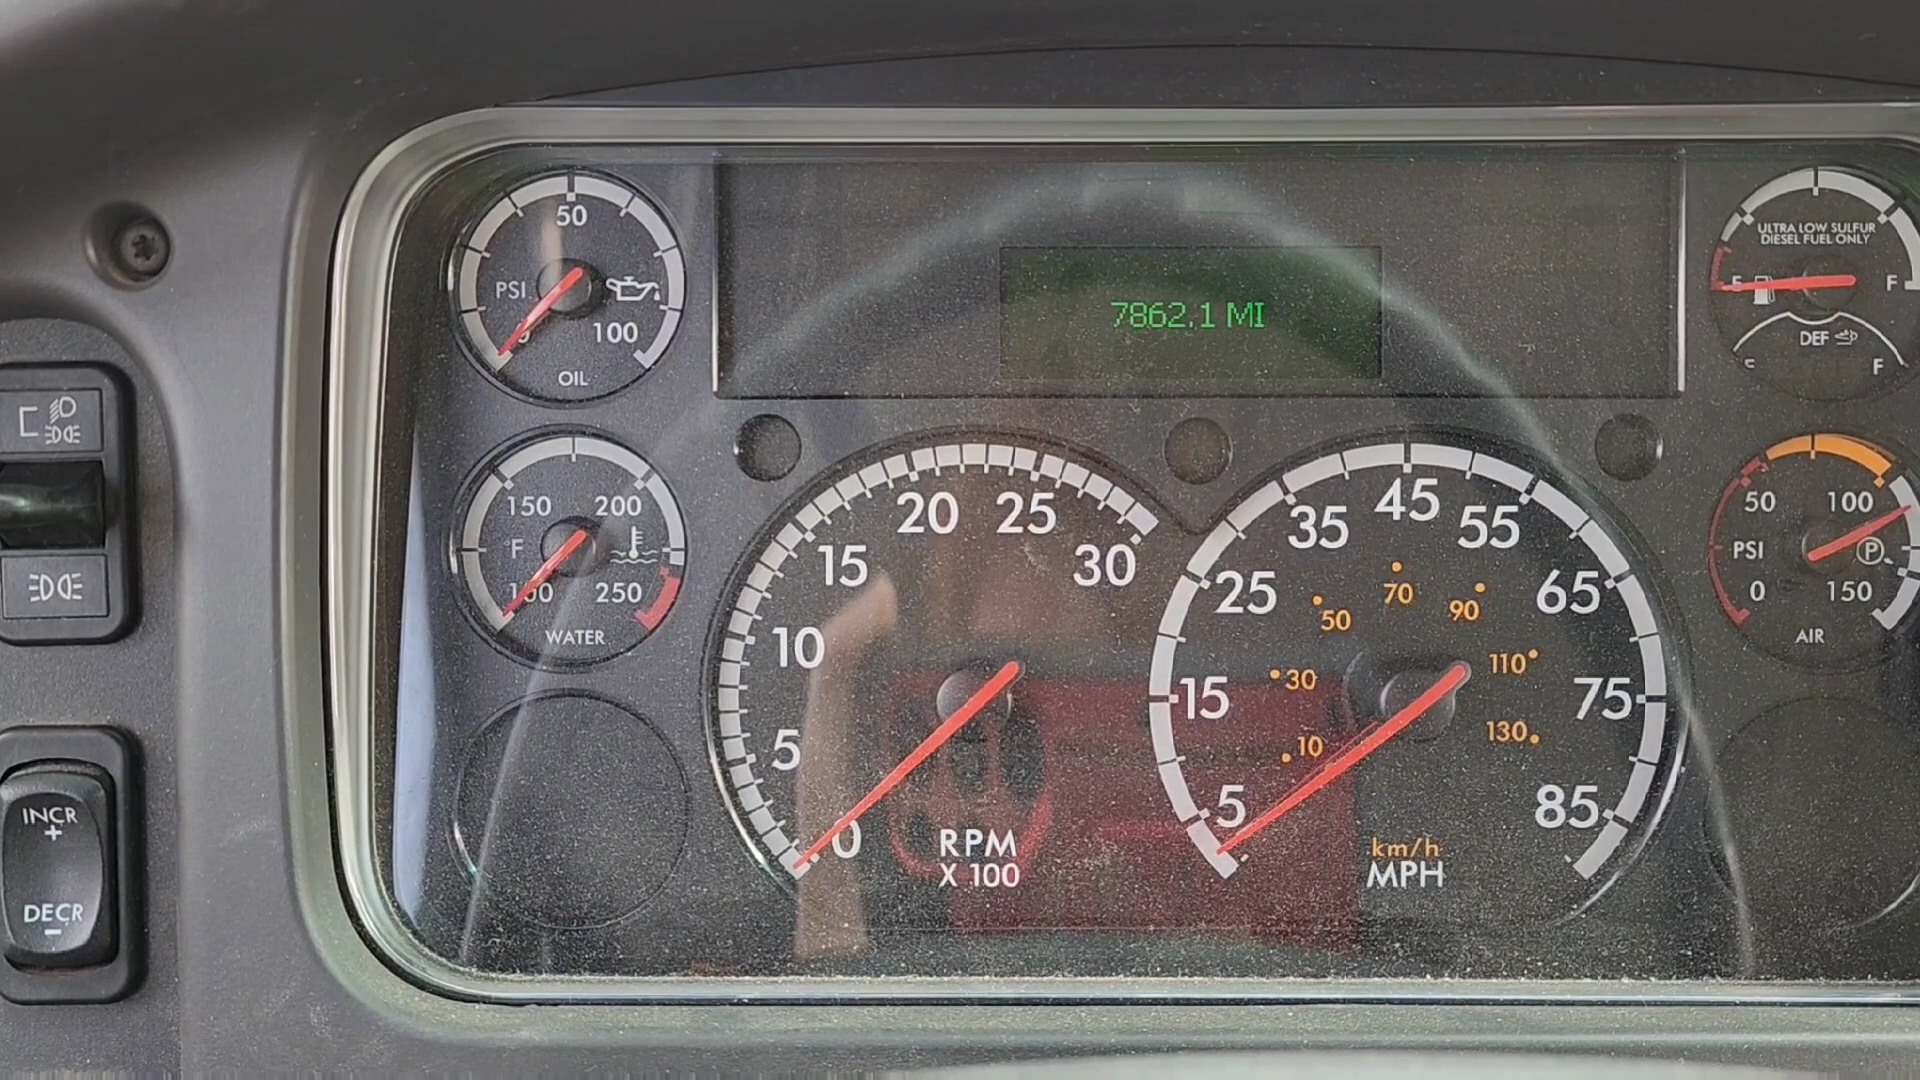 50
PSI
0
100
OIL
7862.1 MI
ULTRA LOW SULFUR
DIESEL FUEL ONLY
E
F
DEF
E
F
150
200
°F
100
250
WATER
0
5
10
15
20
25
30
RPM
X 100
5
15
25
35
45
55
65
75
85
10
30
50
70
90
110
130
km/h
MPH
50
100
PSI
P
0
150
AIR
INCR
+
DECR
-